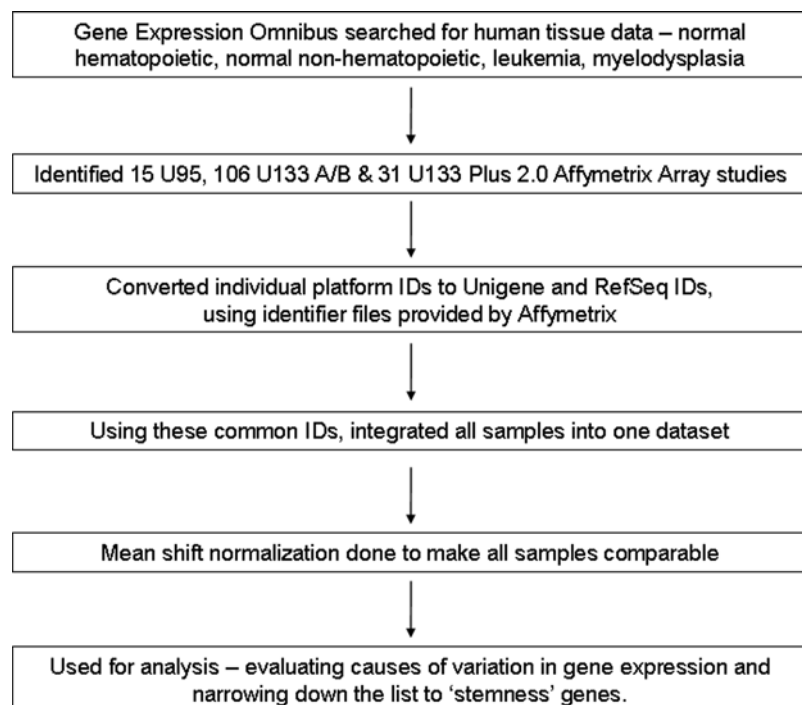 Gene Expression Omnibus searched for human tissue data – normal
hematopoietic, normal non-hematopoietic, leukemia, myelodysplasia
Identified 15 U95, 106 U133 A/B & 31 U133 Plus 2.0 Affymetrix Array studies
Converted individual platform IDs to Unigene and RefSeq IDs,
using identifier files provided by Affymetrix
Using these common IDs, integrated all samples into one dataset
Mean shift normalization done to make all samples comparable
Used for analysis – evaluating causes of variation in gene expression and
narrowing down the list to ‘stemness’ genes.